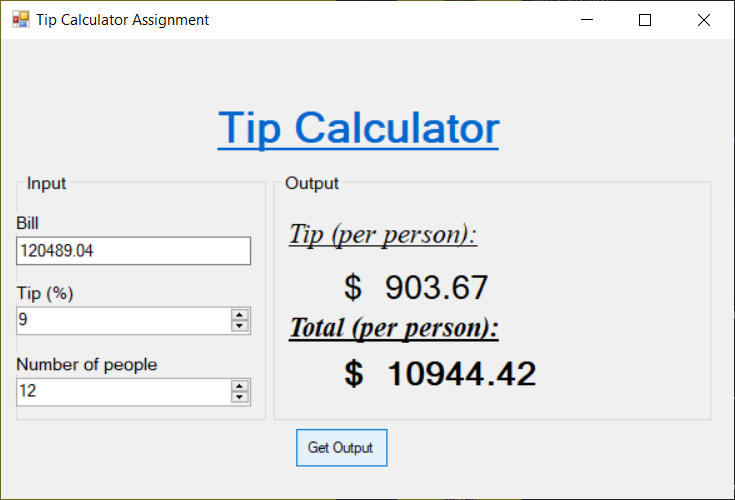 Tip Calculator Assignment
Tip Calculator
Input
Bill
120489.04
Tip (%)
9
Number of people
12
Output
Tip (per person):
$ 903.67
Total (per person):
$ 10944.42
Get Output